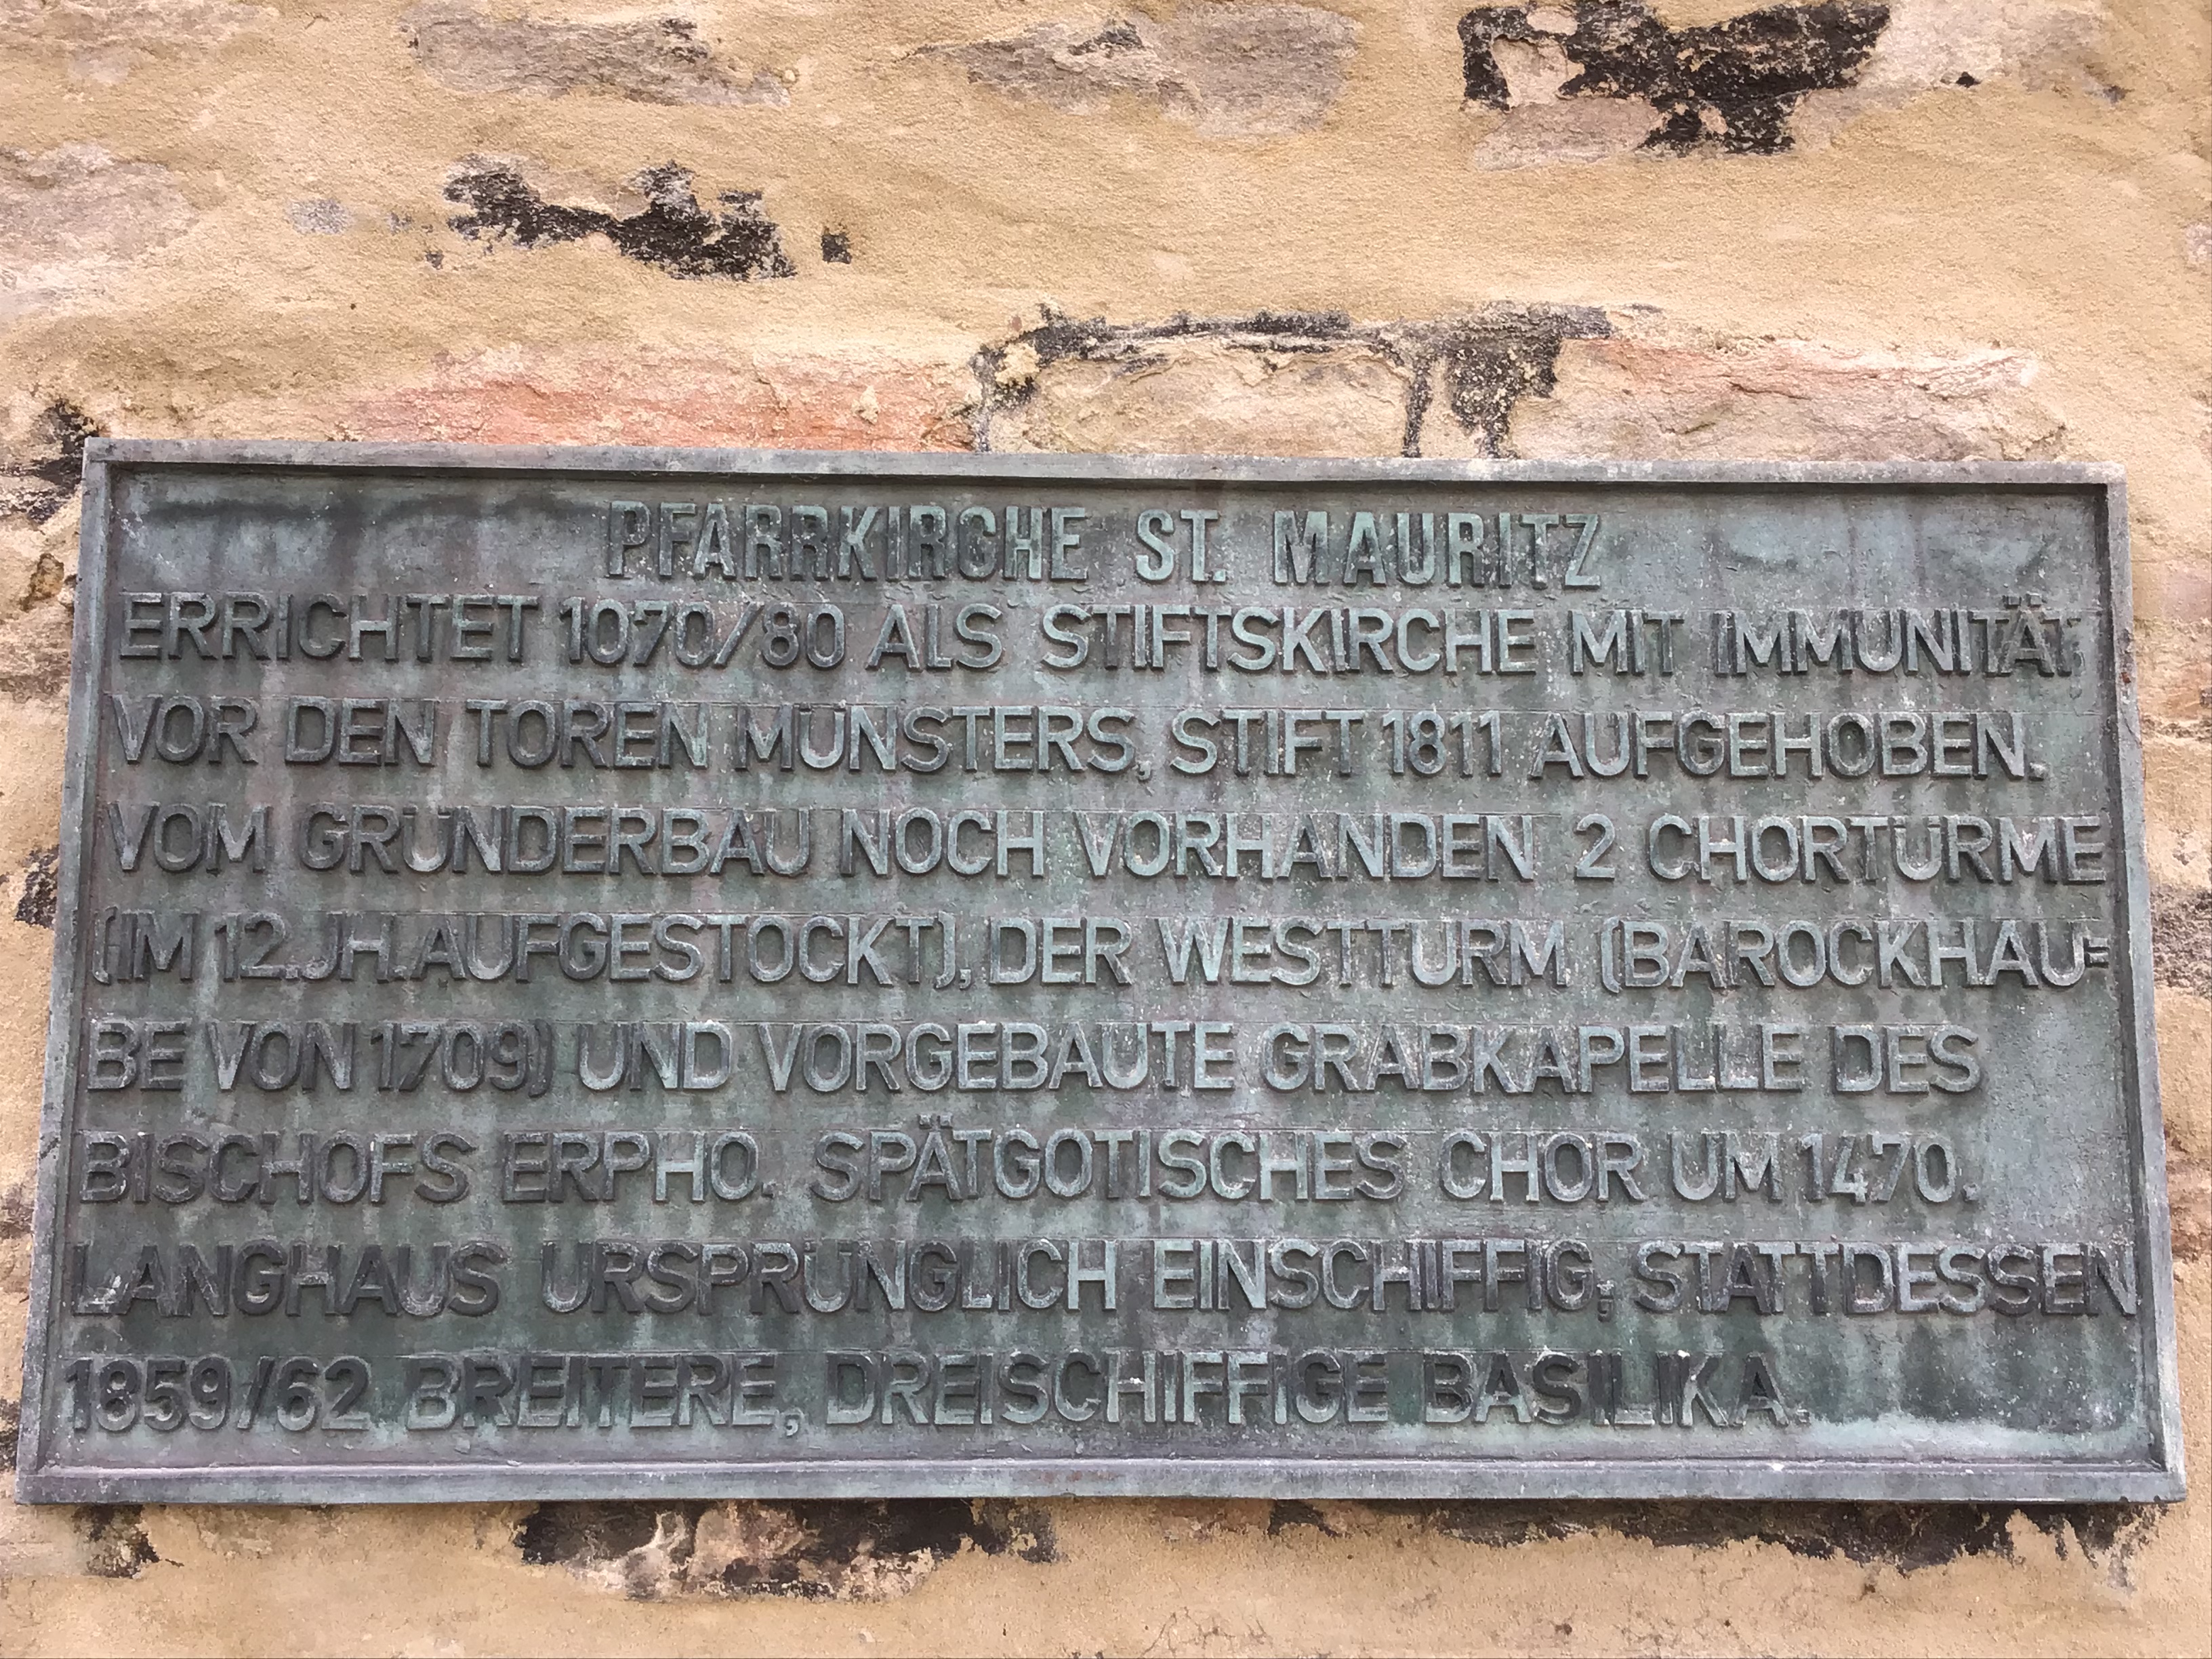 PFARRKIRCHE ST. MAURITZ
ERRICHTET 1070/80 ALS STIFTSKIRCHE MIT IMMUNITÄT
VOR DEN TOREN MÜNSTERS, STIFT 1811 AUFGEHOBEN.
VOM GRÜNDERBAU NOCH VORHANDEN 2 CHORTÜRME
(IM 12.JH.AUFGESTOCKT), DER WESTTURM (BAROCKHAU=
BE VON 1709) UND VORGEBAUTE GRABKAPELLE DES
BISCHOFS ERPHO. SPÄTGOTISCHES CHOR UM 1470.
LANGHAUS URSPRÜNGLICH EINSCHIFFIG; STATTDESSEN
1859/62 BREITERE, DREISCHIFFIGE BASILIKA.